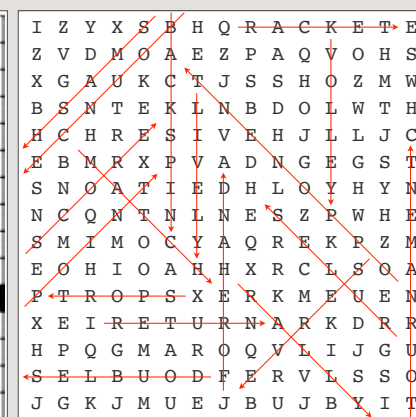 I Z Y X S B H Q R A C K E T E
Z V D M O A E Z P A Q V O H S
X G A U K C T J S S H O Z M W
B S N T E K L N B D O L W T H
H C H R E S I V E H J L L J C
E B M R X P V A D N G E G S T
S N O A T I E D H L O Y H Y N
N C Q N T N L N E S Z P W H E
S M I M O C Y A Q R E K P Z M
E O H I O A H H X R C L S O A
P T R O P S X E R K M E U E N
X E I R E T U R N A R K D R R
H P Q G M A R O Q V L I J G U
S E L B U O D F E R V L S S O
J G K J M U E J B U J B Y I T